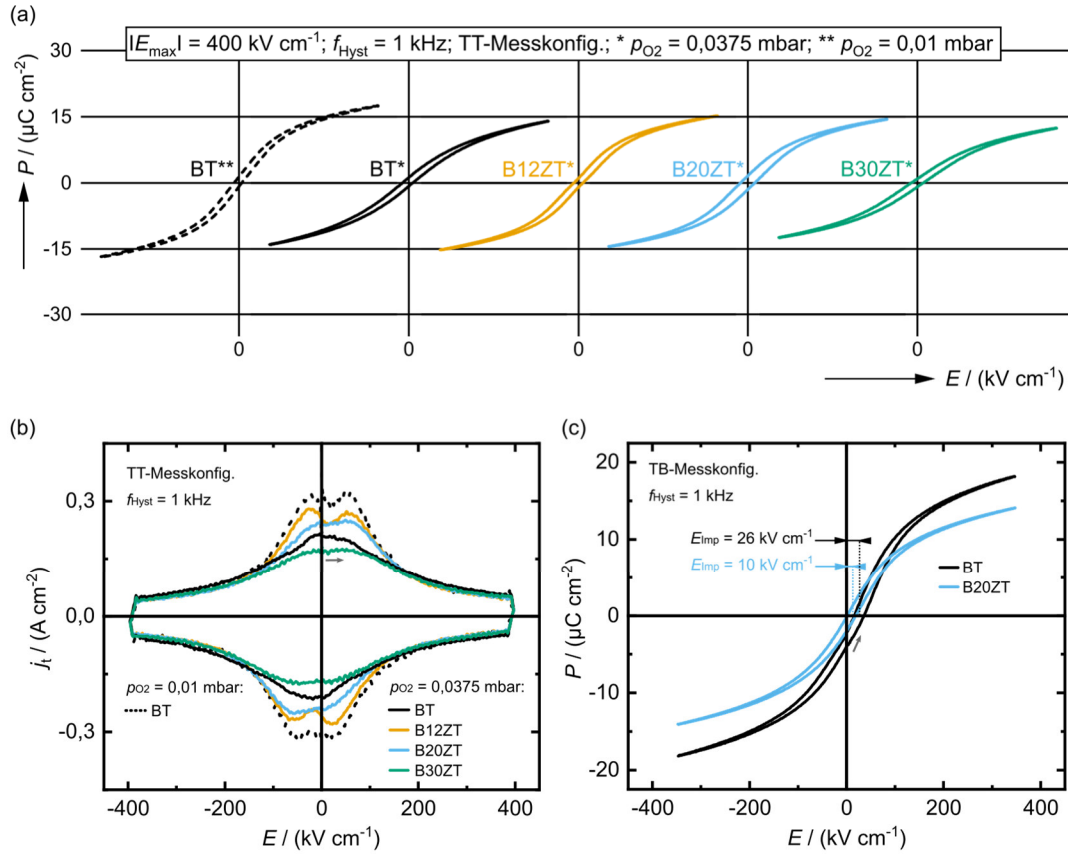 (a)
|Emax| = 400 kV cm⁻¹; fHyst = 1 kHz; TT-Messkonfig.; * pO2 = 0,0375 mbar; ** pO2 = 0,01 mbar
P / (µC cm⁻²)
30
15
0
-15
-30
BT**
BT*
B12ZT*
B20ZT*
B30ZT*
0
0
0
0
0
E / (kV cm⁻¹)
(b)
TT-Messkonfig.
fHyst = 1 kHz
jt / (A cm⁻²)
0,3
0,0
-0,3
pO2 = 0,01 mbar:
BT
pO2 = 0,0375 mbar:
BT
B12ZT
B20ZT
B30ZT
-400
-200
0
200
400
E / (kV cm⁻¹)
(c)
TB-Messkonfig.
fHyst = 1 kHz
P / (µC cm⁻²)
20
10
0
-10
-20
EImp = 26 kV cm⁻¹
EImp = 10 kV cm⁻¹
BT
B20ZT
-400
-200
0
200
400
E / (kV cm⁻¹)